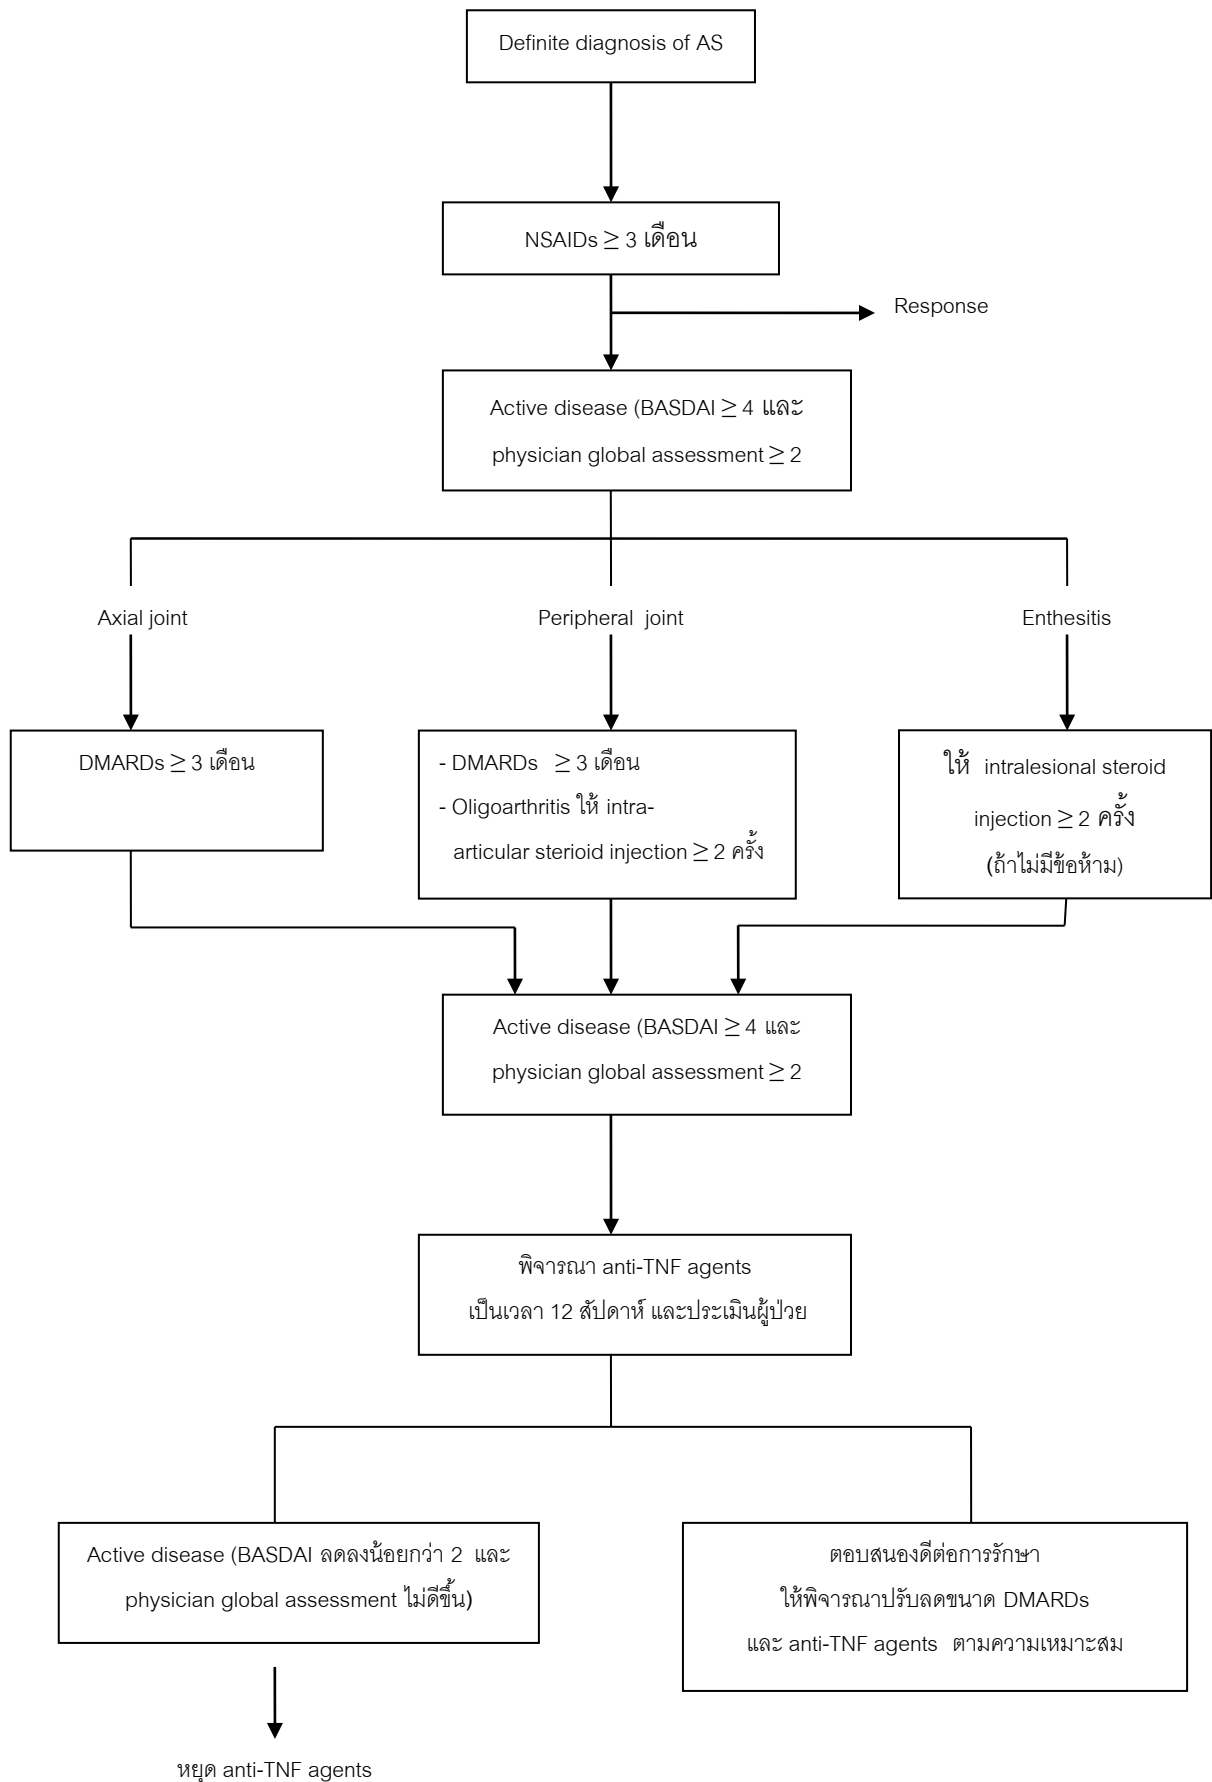 Definite diagnosis of AS
NSAIDs ≥ 3 เดือน
Response
Active disease (BASDAI ≥ 4 และ
physician global assessment ≥ 2
Axial joint
Peripheral joint
Enthesitis
DMARDs ≥ 3 เดือน
- DMARDs ≥ 3 เดือน
- Oligoarthritis ให้ intra-
articular sterioid injection ≥ 2 ครั้ง
ให้ intralesional steroid
injection ≥ 2 ครั้ง
(ถ้าไม่มีข้อห้าม)
Active disease (BASDAI ≥ 4 และ
physician global assessment ≥ 2
พิจารณา anti-TNF agents
เป็นเวลา 12 สัปดาห์ และประเมินผู้ป่วย
Active disease (BASDAI ลดลงน้อยกว่า 2 และ
physician global assessment ไม่ดีขึ้น)
ตอบสนองดีต่อการรักษา
ให้พิจารณาปรับลดขนาด DMARDs
และ anti-TNF agents ตามความเหมาะสม
หยุด anti-TNF agents